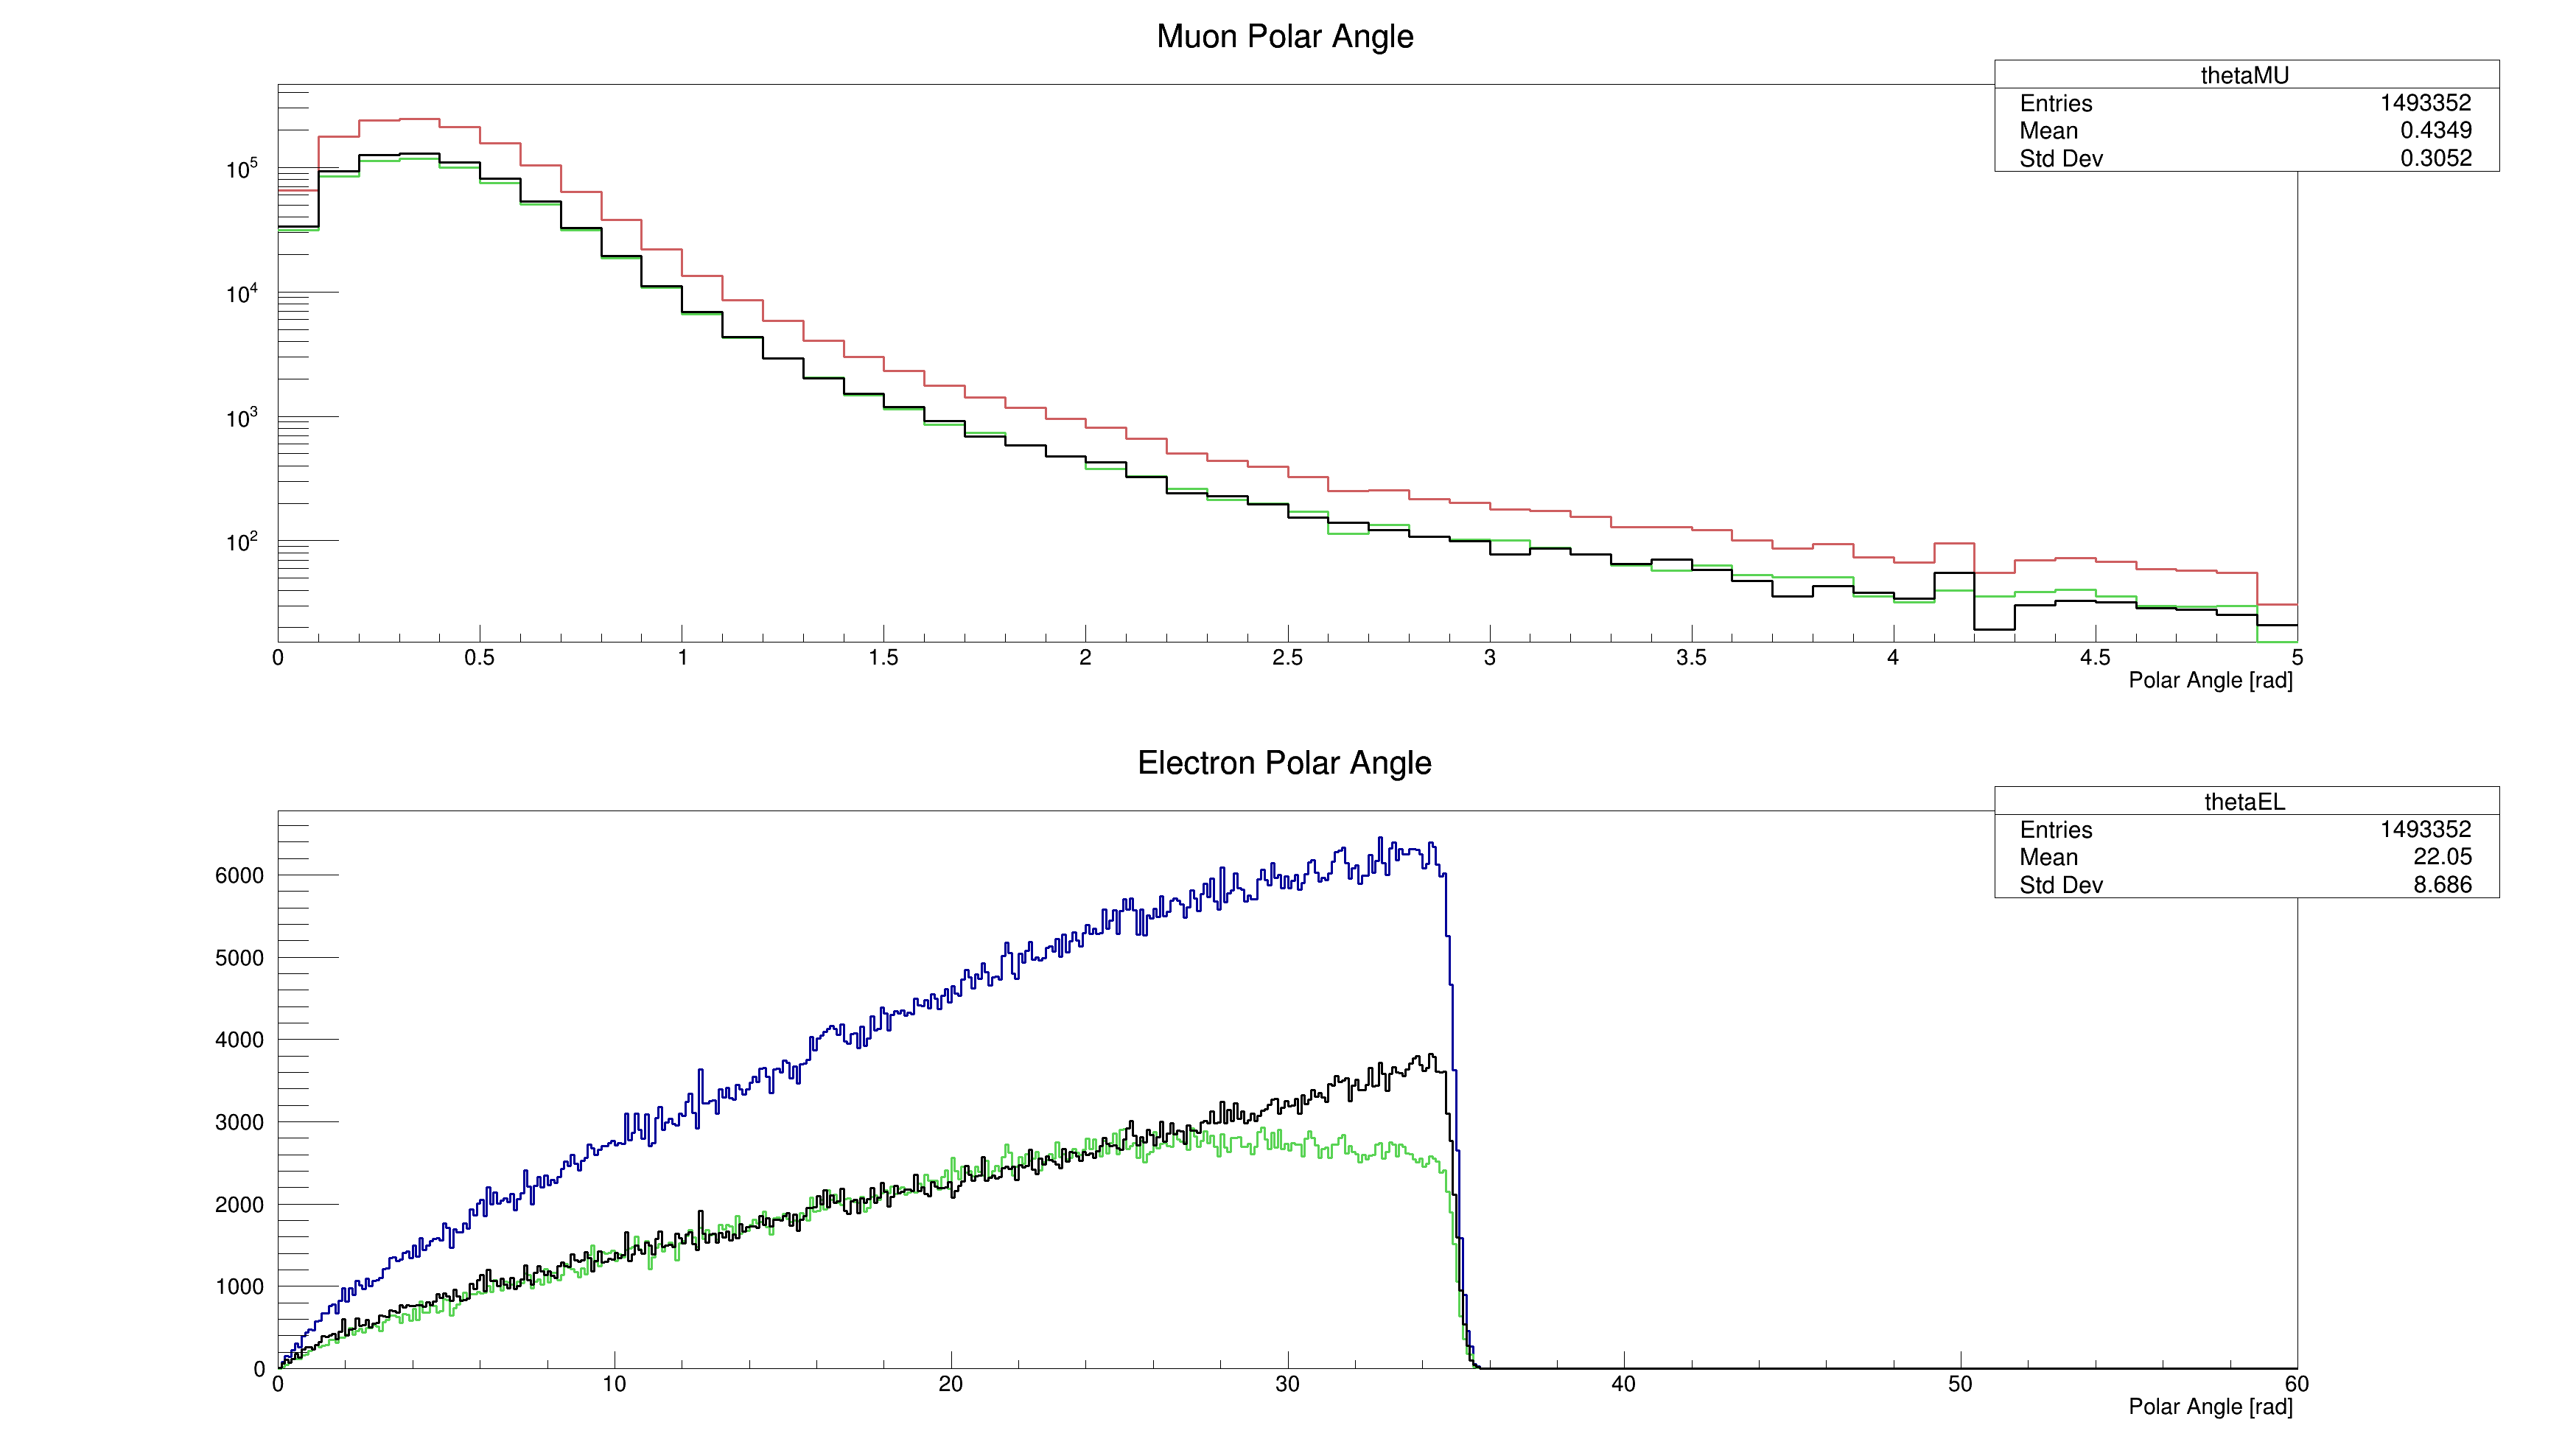 Muon Polar Angle
thetaMU
Entries 1493352
Mean 0.4349
Std Dev 0.3052
10^5
10^4
10^3
10^2
0 0.5 1 1.5 2 2.5 3 3.5 4 4.5 5
Polar Angle [rad]
Electron Polar Angle
thetaEL
Entries 1493352
Mean 22.05
Std Dev 8.686
6000
5000
4000
3000
2000
1000
0
0 10 20 30 40 50 60
Polar Angle [rad]